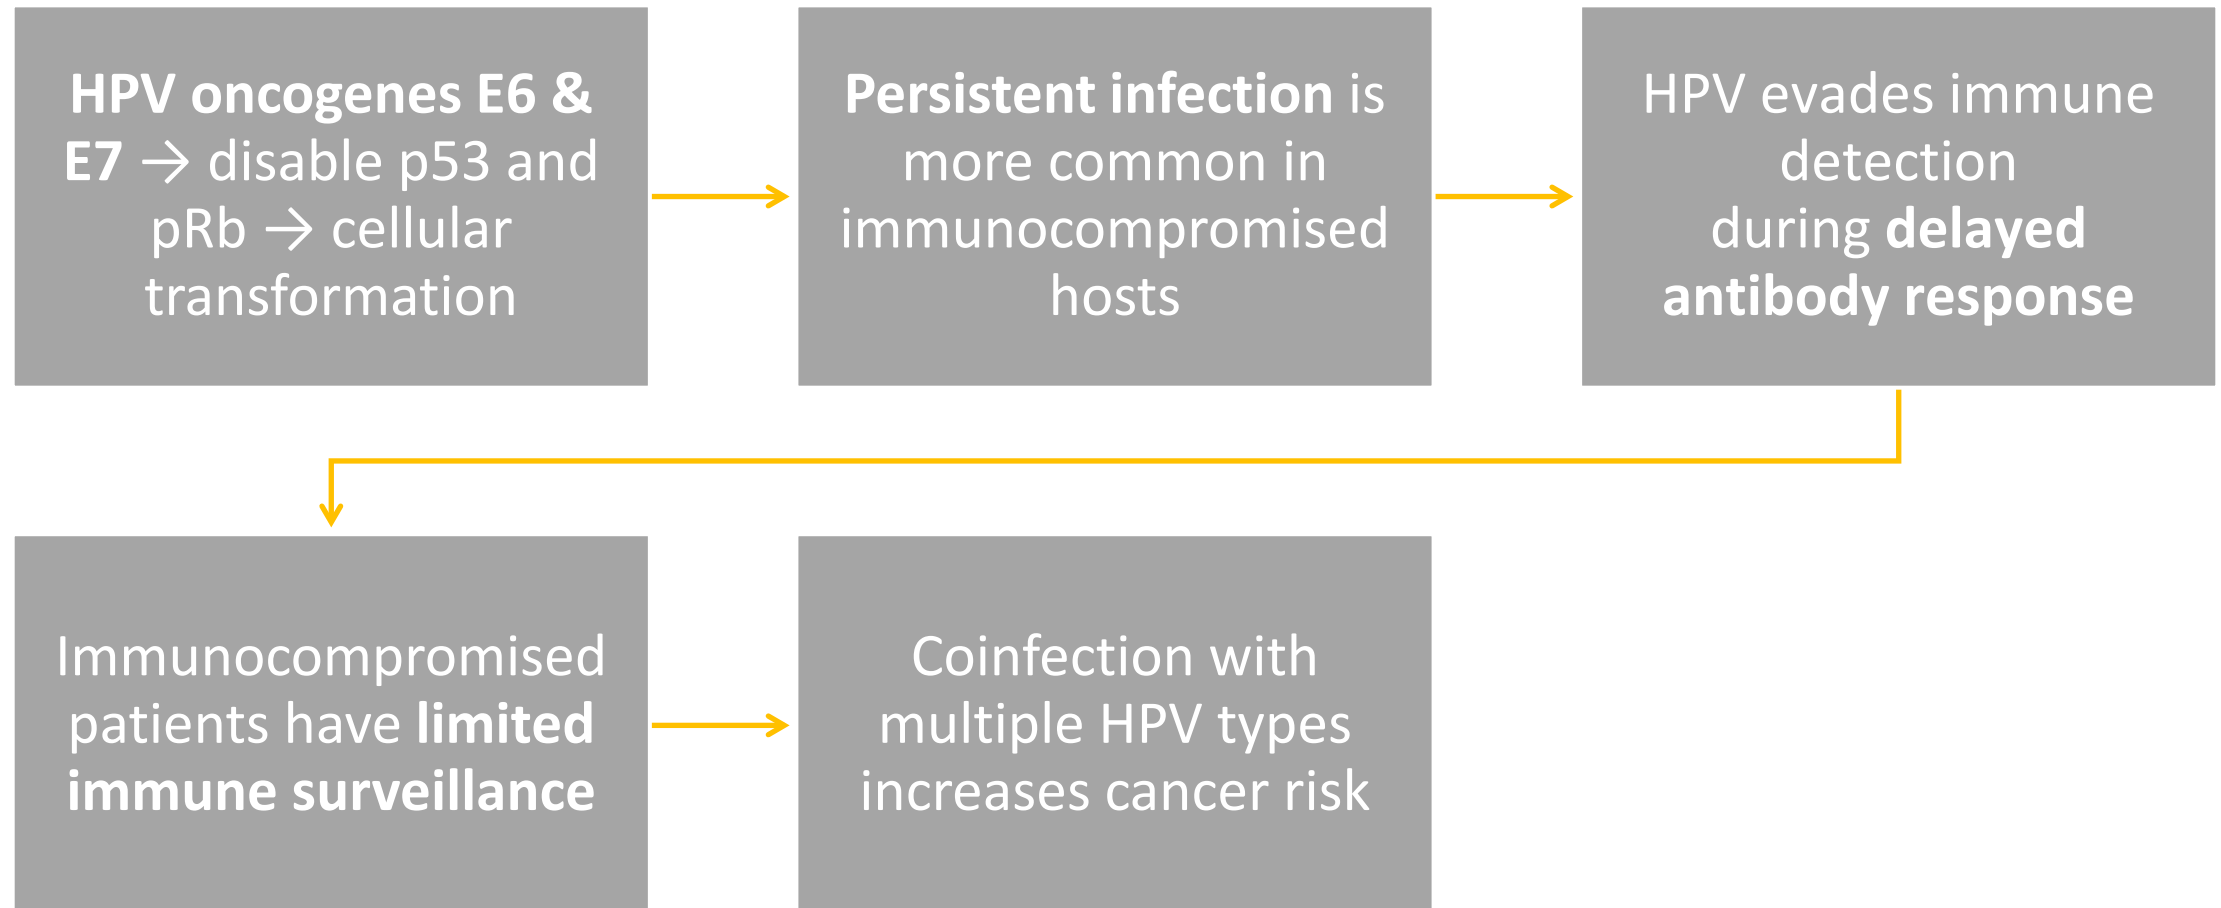 HPV oncogenes E6 &
E7 → disable p53 and
pRb → cellular
transformation
Persistent infection is
more common in
immunocompromised
hosts
HPV evades immune
detection
during delayed
antibody response
Immunocompromised
patients have limited
immune surveillance
Coinfection with
multiple HPV types
increases cancer risk